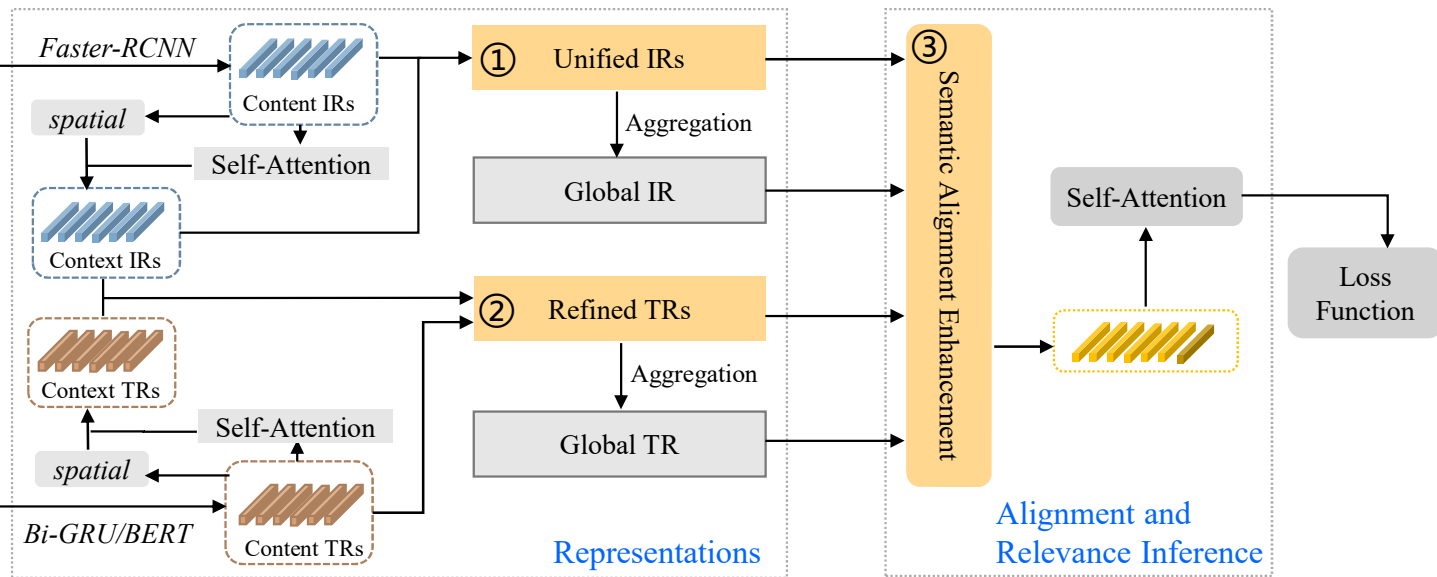 Faster-RCNN
Content IRs
spatial
Self-Attention
Context IRs
Context TRs
Self-Attention
spatial
Bi-GRU/BERT
Content TRs
① Unified IRs
Aggregation
Global IR
② Refined TRs
Aggregation
Global TR
Representations
③ Semantic Alignment Enhancement
Self-Attention
Alignment and
Relevance Inference
Loss
Function